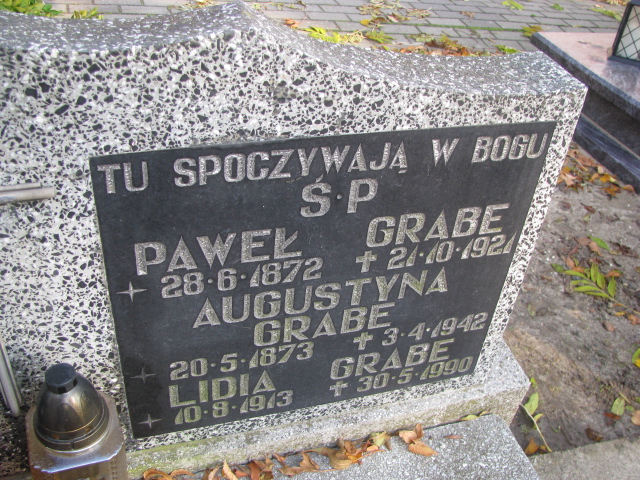 TU SPOCZYWAJĄ W BOGU
Ś.P
PAWEŁ GRABE
28·6·1872 † 21·10·1921
AUGUSTYNA
GRABE
20·5·1873 † 3·4·1942
LIDIA GRABE
10·8·1913 † 30·5·1990